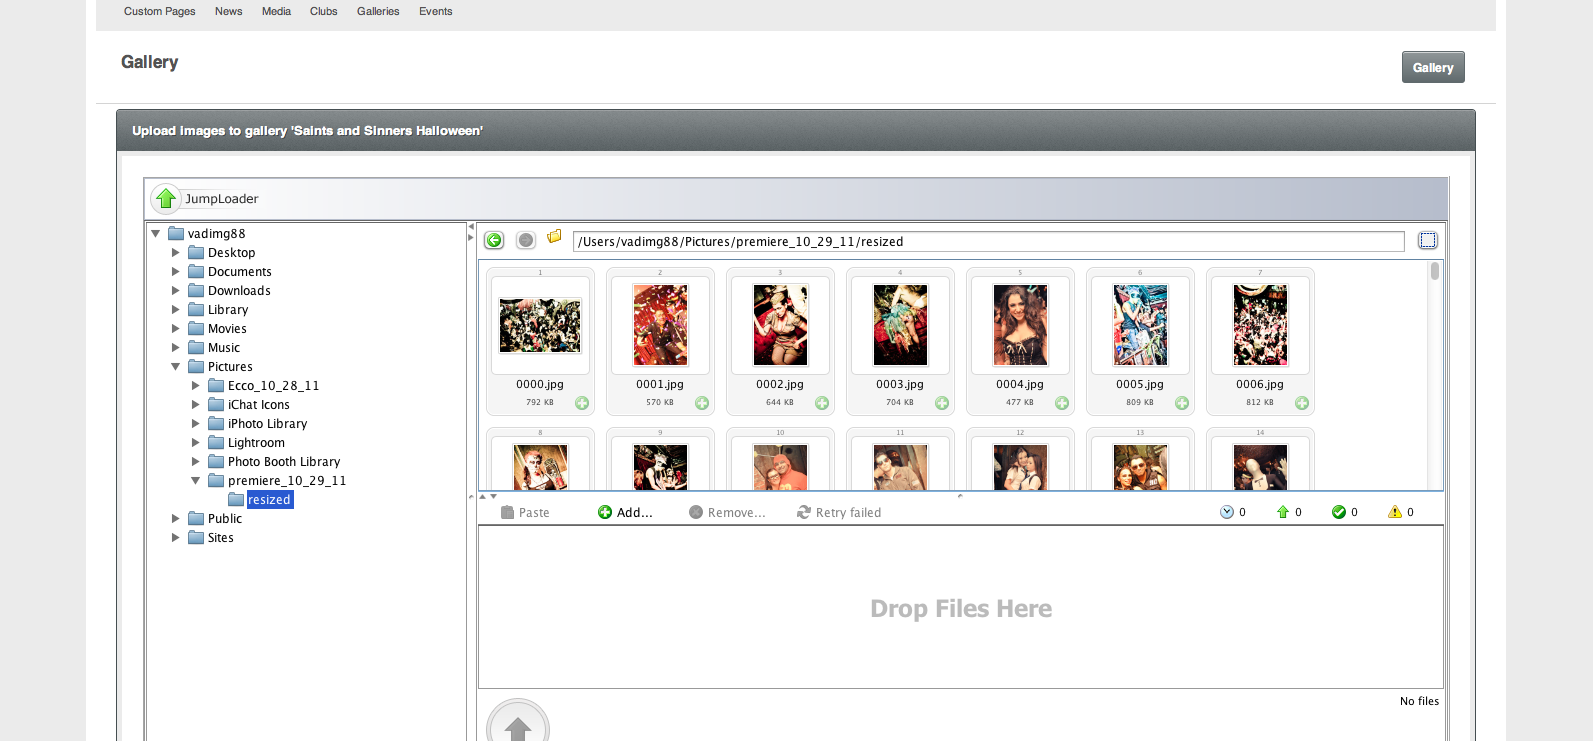 Custom Pages News Media Clubs Galleries Events
Gallery
Gallery
Upload images to gallery 'Saints and Sinners Halloween'
JumpLoader
vadimg88
Desktop
Documents
Downloads
Library
Movies
Music
Pictures
Ecco_10_28_11
iChat Icons
iPhoto Library
Lightroom
Photo Booth Library
premiere_10_29_11
resized
Public
Sites
/Users/vadimg88/Pictures/premiere_10_29_11/resized
1 2 3 4 5 6 7
0000.jpg 0001.jpg 0002.jpg 0003.jpg 0004.jpg 0005.jpg 0006.jpg
792 KB 570 KB 644 KB 704 KB 477 KB 809 KB 812 KB
8 9 10 11 12 13 14
Paste Add... Remove... Retry failed 0 0 0 0
Drop Files Here
No files